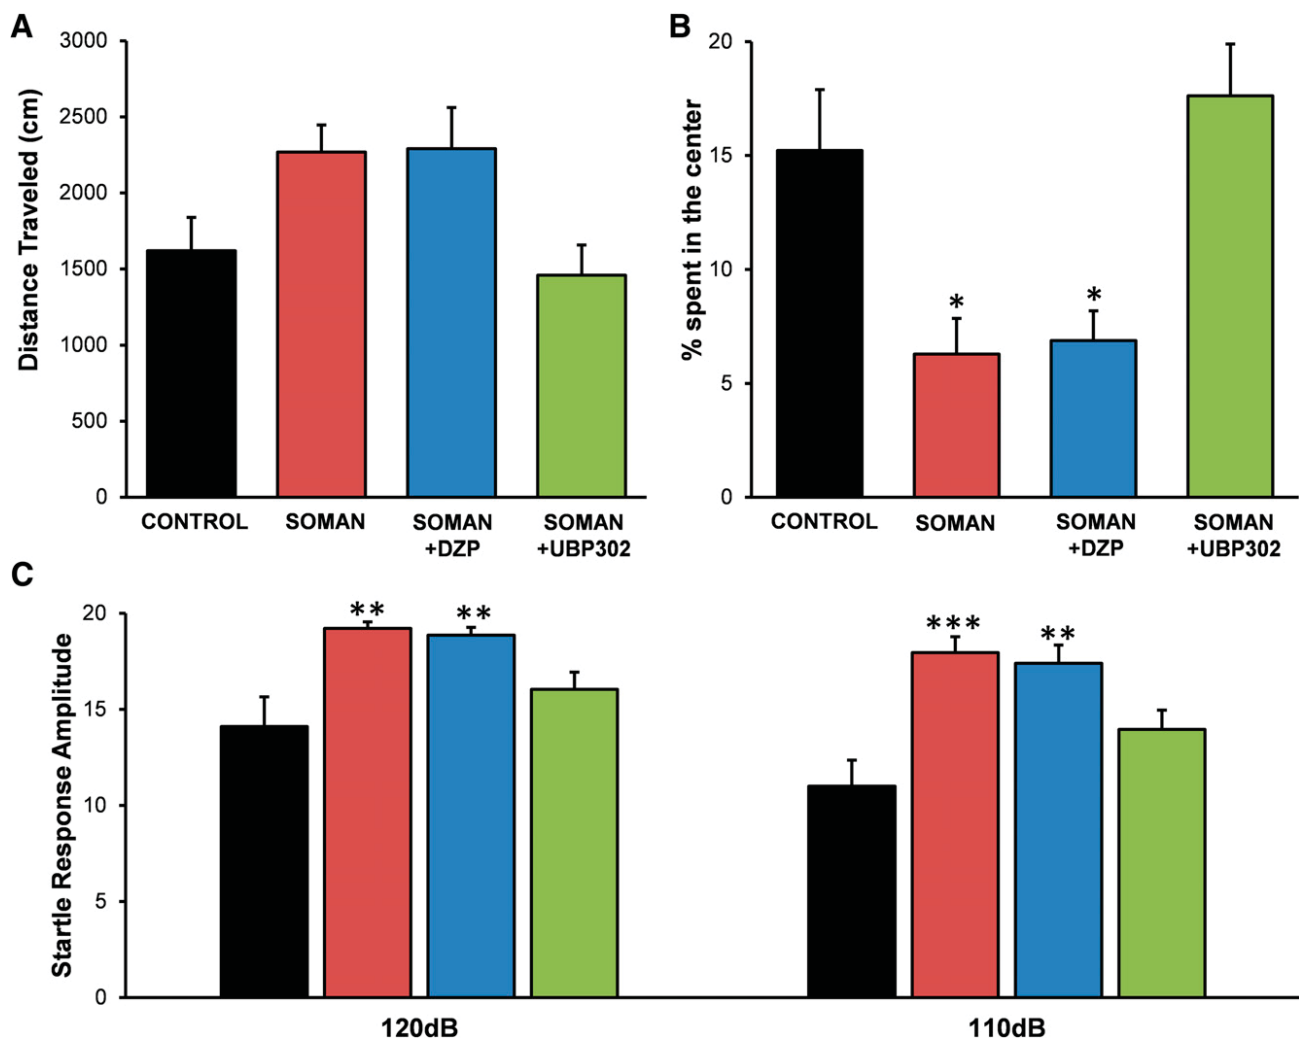 A
Distance Traveled (cm)
3000
2500
2000
1500
1000
500
0
CONTROL
SOMAN
SOMAN
+DZP
SOMAN
+UBP302
B
% spent in the center
20
15
10
5
0
*
*
CONTROL
SOMAN
SOMAN
+DZP
SOMAN
+UBP302
C
Startle Response Amplitude
20
15
10
5
0
**
**
***
**
120dB
110dB